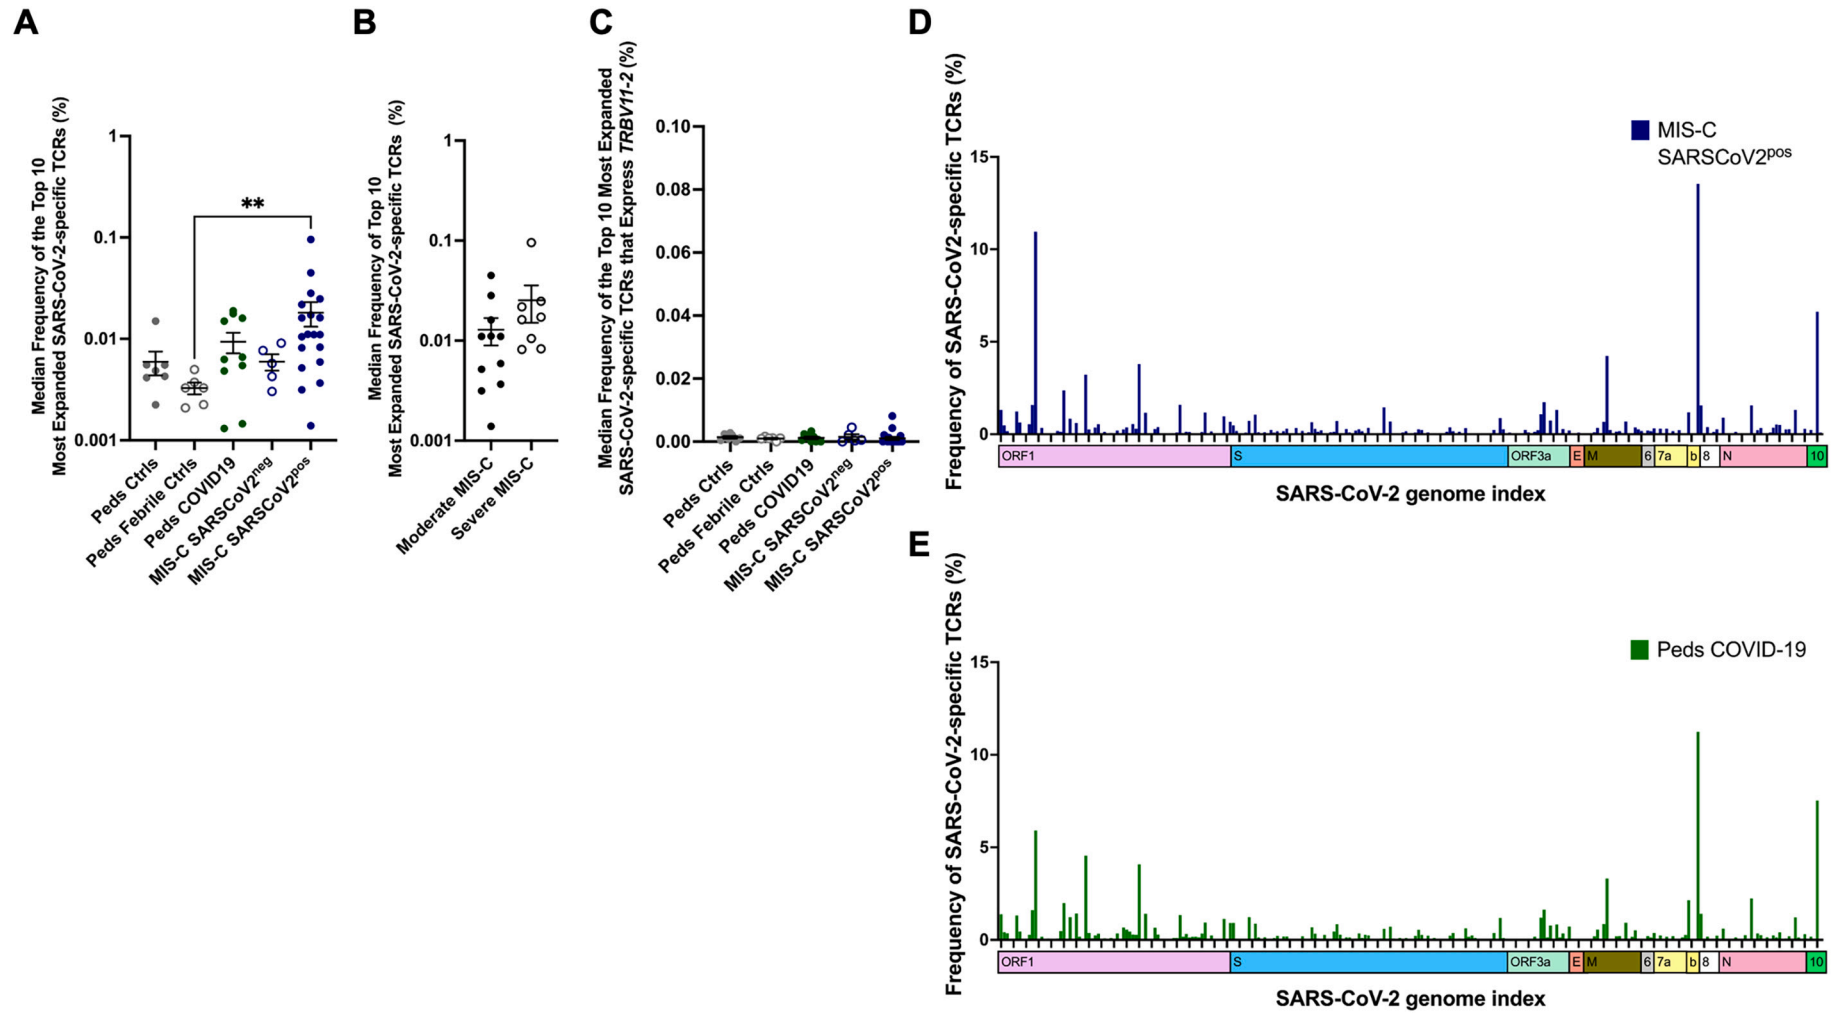 A
Median Frequency of the Top 10
Most Expanded SARS-CoV-2-specific TCRs (%)
1
0.1
0.01
0.001
**
Peds Ctrls
Peds Febrile Ctrls
Peds COVID19
MIS-C SARSCoV2neg
MIS-C SARSCoV2pos
B
Median Frequency of Top 10
Most Expanded SARS-CoV-2-specific TCRs (%)
1
0.1
0.01
0.001
Moderate MIS-C
Severe MIS-C
C
Median Frequency of the Top 10 Most Expanded
SARS-CoV-2-specific TCRs that Express TRBV11-2 (%)
0.10
0.08
0.06
0.04
0.02
0.00
Peds Ctrls
Peds Febrile Ctrls
Peds COVID19
MIS-C SARSCoV2neg
MIS-C SARSCoV2pos
D
Frequency of SARS-CoV2-specific TCRs (%)
15
10
5
0
MIS-C
SARSCoV2pos
ORF1 S ORF3a E M 6 7a b 8 N 10
SARS-CoV-2 genome index
E
Frequency of SARS-CoV-2-specific TCRs (%)
15
10
5
0
Peds COVID-19
ORF1 S ORF3a E M 6 7a b 8 N 10
SARS-CoV-2 genome index